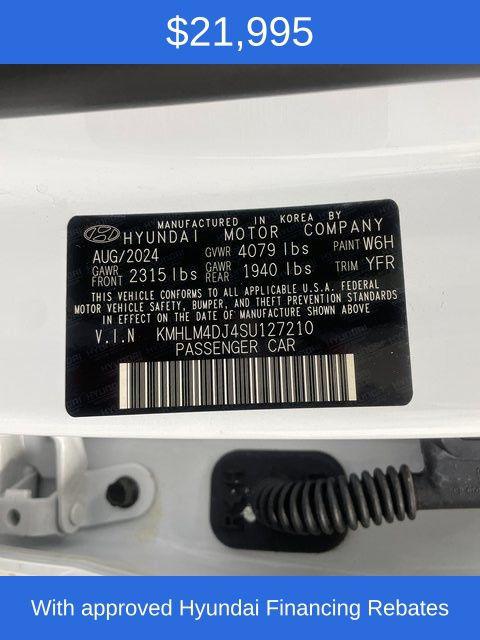 $21,995
MANUFACTURED IN KOREA BY
HYUNDAI MOTOR COMPANY
AUG/2024 GVWR 4079 lbs PAINT W6H
GAWR FRONT 2315 lbs GAWR REAR 1940 lbs TRIM YFR
THIS VEHICLE CONFORMS TO ALL APPLICABLE U.S.A. FEDERAL
MOTOR VEHICLE SAFETY, BUMPER, AND THEFT PREVENTION STANDARDS
IN EFFECT ON THE DATE OF MANUFACTURE SHOWN ABOVE
V.I.N KMHLM4DJ4SU127210
PASSENGER CAR
With approved Hyundai Financing Rebates